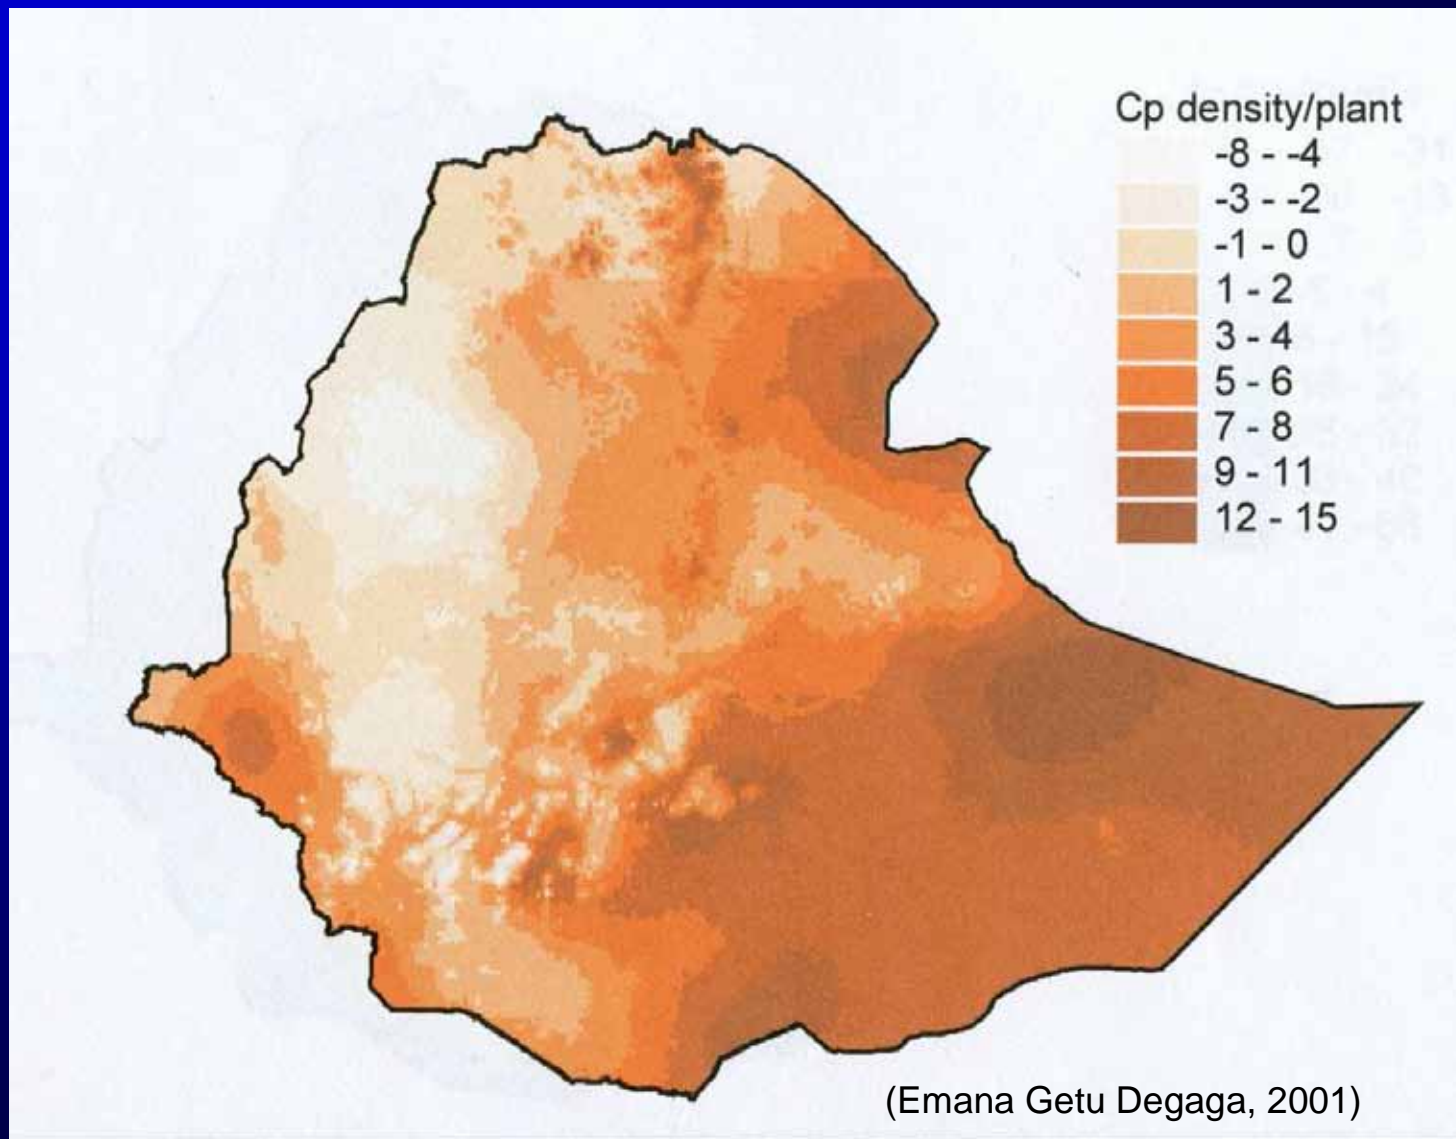 Cp density/plant
-8 - -4
-3 - -2
-1 - 0
1 - 2
3 - 4
5 - 6
7 - 8
9 - 11
12 - 15
(Emana Getu Degaga, 2001)